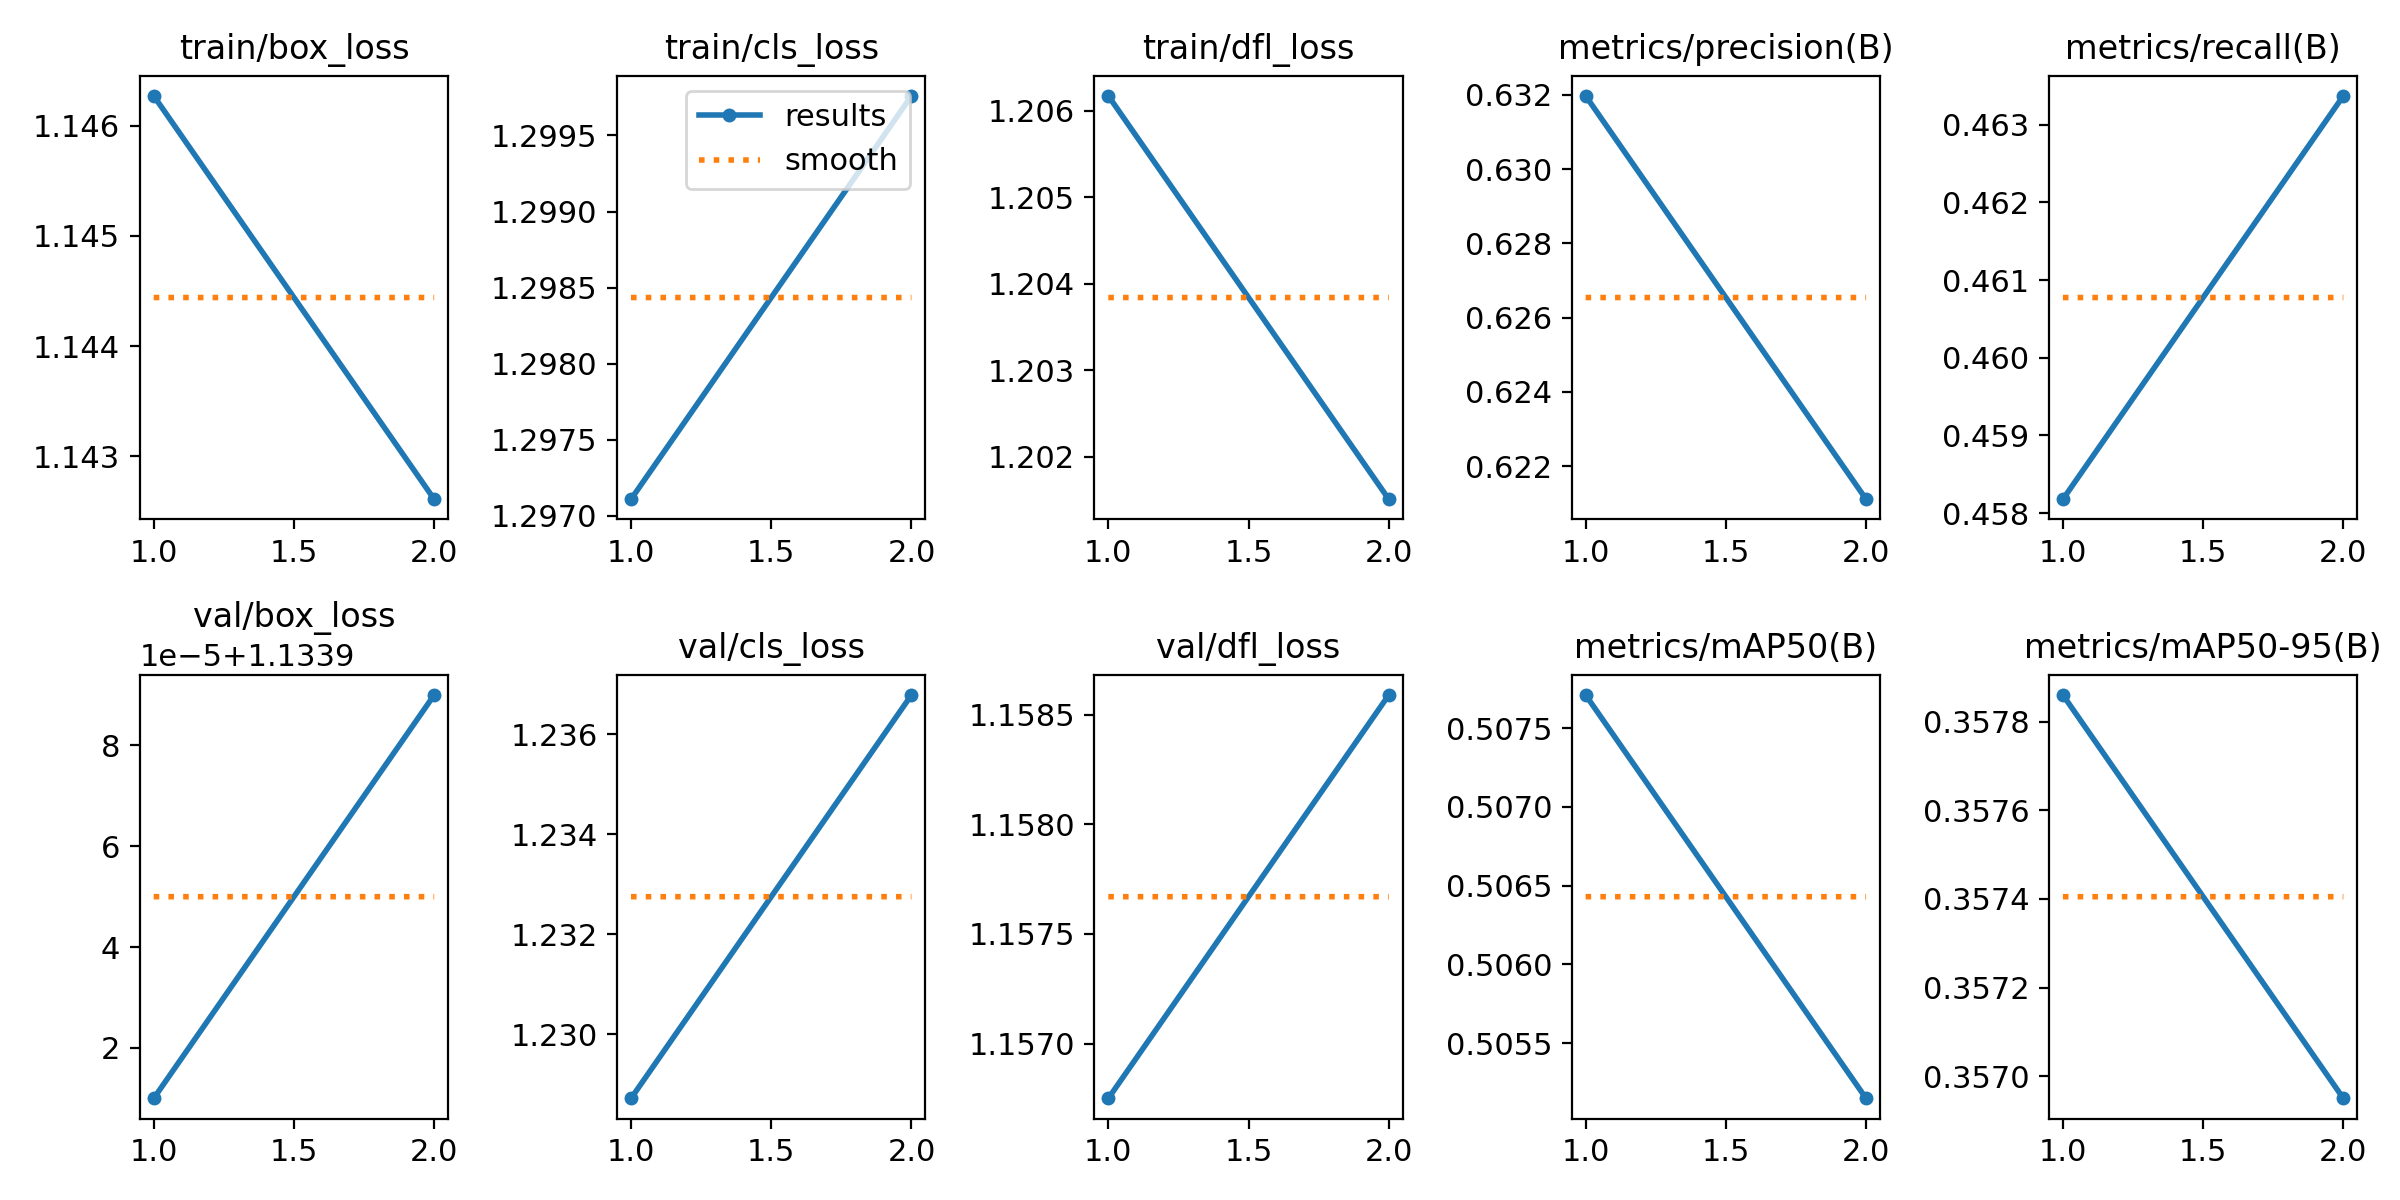 train/box_loss
1.146
1.145
1.144
1.143
1.0 1.5 2.0
train/cls_loss
results
smooth
1.2995
1.2990
1.2985
1.2980
1.2975
1.2970
1.0 1.5 2.0
train/dfl_loss
1.206
1.205
1.204
1.203
1.202
1.0 1.5 2.0
metrics/precision(B)
0.632
0.630
0.628
0.626
0.624
0.622
1.0 1.5 2.0
metrics/recall(B)
0.463
0.462
0.461
0.460
0.459
0.458
1.0 1.5 2.0
val/box_loss
1e−5+1.1339
8
6
4
2
1.0 1.5 2.0
val/cls_loss
1.236
1.234
1.232
1.230
1.0 1.5 2.0
val/dfl_loss
1.1585
1.1580
1.1575
1.1570
1.0 1.5 2.0
metrics/mAP50(B)
0.5075
0.5070
0.5065
0.5060
0.5055
1.0 1.5 2.0
metrics/mAP50-95(B)
0.3578
0.3576
0.3574
0.3572
0.3570
1.0 1.5 2.0